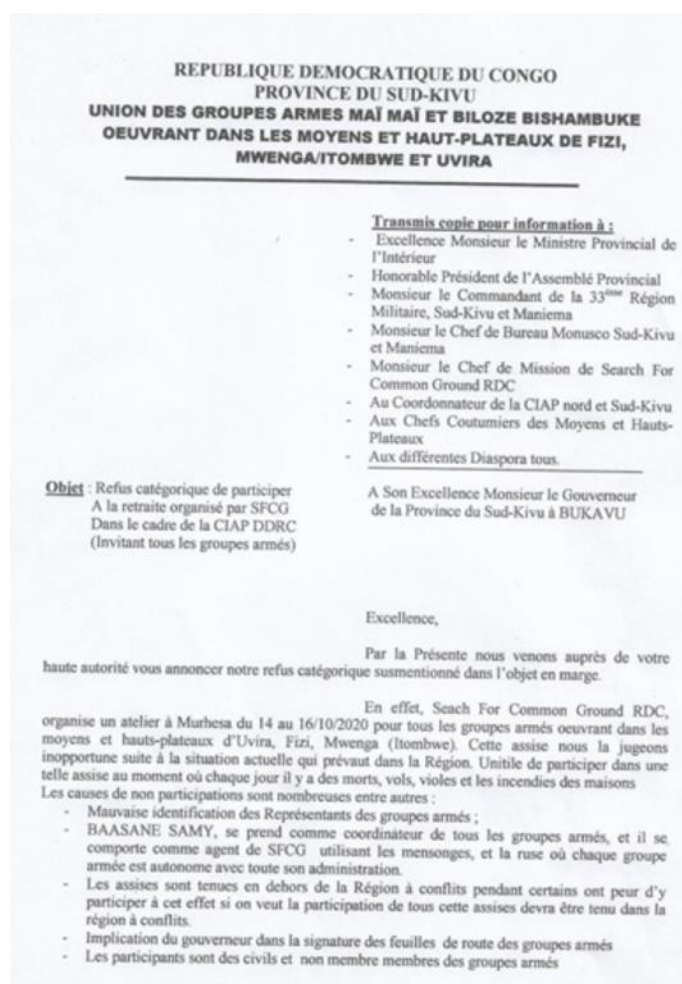 REPUBLIQUE DEMOCRATIQUE DU CONGO
PROVINCE DU SUD-KIVU
UNION DES GROUPES ARMES MAÏ MAÏ ET BILOZE BISHAMBUKE
OEUVRANT DANS LES MOYENS ET HAUT-PLATEAUX DE FIZI,
MWENGA/ITOMBWE ET UVIRA
Transmis copie pour information à :
- Excellence Monsieur le Ministre Provincial de
l'Intérieur
- Honorable Président de l'Assemblé Provincial
- Monsieur le Commandant de la 33ème Région
Militaire, Sud-Kivu et Maniema
- Monsieur le Chef de Bureau Monusco Sud-Kivu
et Maniema
- Monsieur le Chef de Mission de Search For
Common Ground RDC
- Au Coordonnateur de la CIAP nord et Sud-Kivu
- Aux Chefs Coutumiers des Moyens et Hauts-
Plateaux
- Aux différentes Diaspora tous.
Objet : Refus catégorique de participer
A la retraite organisé par SFCG
Dans le cadre de la CIAP DDRC
(Invitant tous les groupes armés)
A Son Excellence Monsieur le Gouverneur
de la Province du Sud-Kivu à BUKAVU
Excellence,
Par la Présente nous venons auprès de votre
haute autorité vous annoncer notre refus catégorique susmentionné dans l'objet en marge.
En effet, Seach For Common Ground RDC,
organise un atelier à Murhesa du 14 au 16/10/2020 pour tous les groupes armés oeuvrant dans les
moyens et hauts-plateaux d'Uvira, Fizi, Mwenga (Itombwe). Cette assise nous la jugeons
inopportune suite à la situation actuelle qui prévaut dans la Région. Unitile de participer dans une
telle assise au moment où chaque jour il y a des morts, vols, violes et les incendies des maisons
Les causes de non participations sont nombreuses entre autres :
- Mauvaise identification des Représentants des groupes armés ;
- BAASANE SAMY, se prend comme coordinateur de tous les groupes armés, et il se
comporte comme agent de SFCG utilisant les mensonges, et la ruse où chaque groupe
armée est autonome avec toute son administration.
- Les assises sont tenues en dehors de la Région à conflits pendant certains ont peur d'y
participer à cet effet si on veut la participation de tous cette assises devra être tenu dans la
région à conflits.
- Implication du gouverneur dans la signature des feuilles de route des groupes armés
- Les participants sont des civils et non membre membres des groupes armés